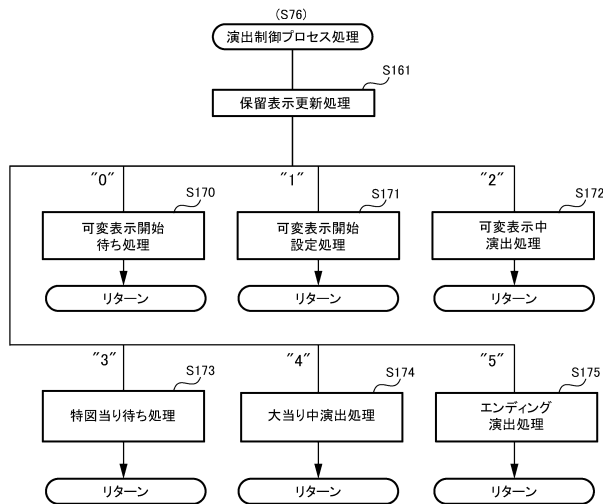 (S76)
演出制御プロセス処理
S161
保留表示更新処理
"0"
S170
"1"
S171
"2"
S172
可変表示開始
待ち処理
可変表示開始
設定処理
可変表示中
演出処理
リターン
リターン
リターン
"3"
S173
"4"
S174
"5"
S175
特図当り待ち処理
大当り中演出処理
エンディング
演出処理
リターン
リターン
リターン